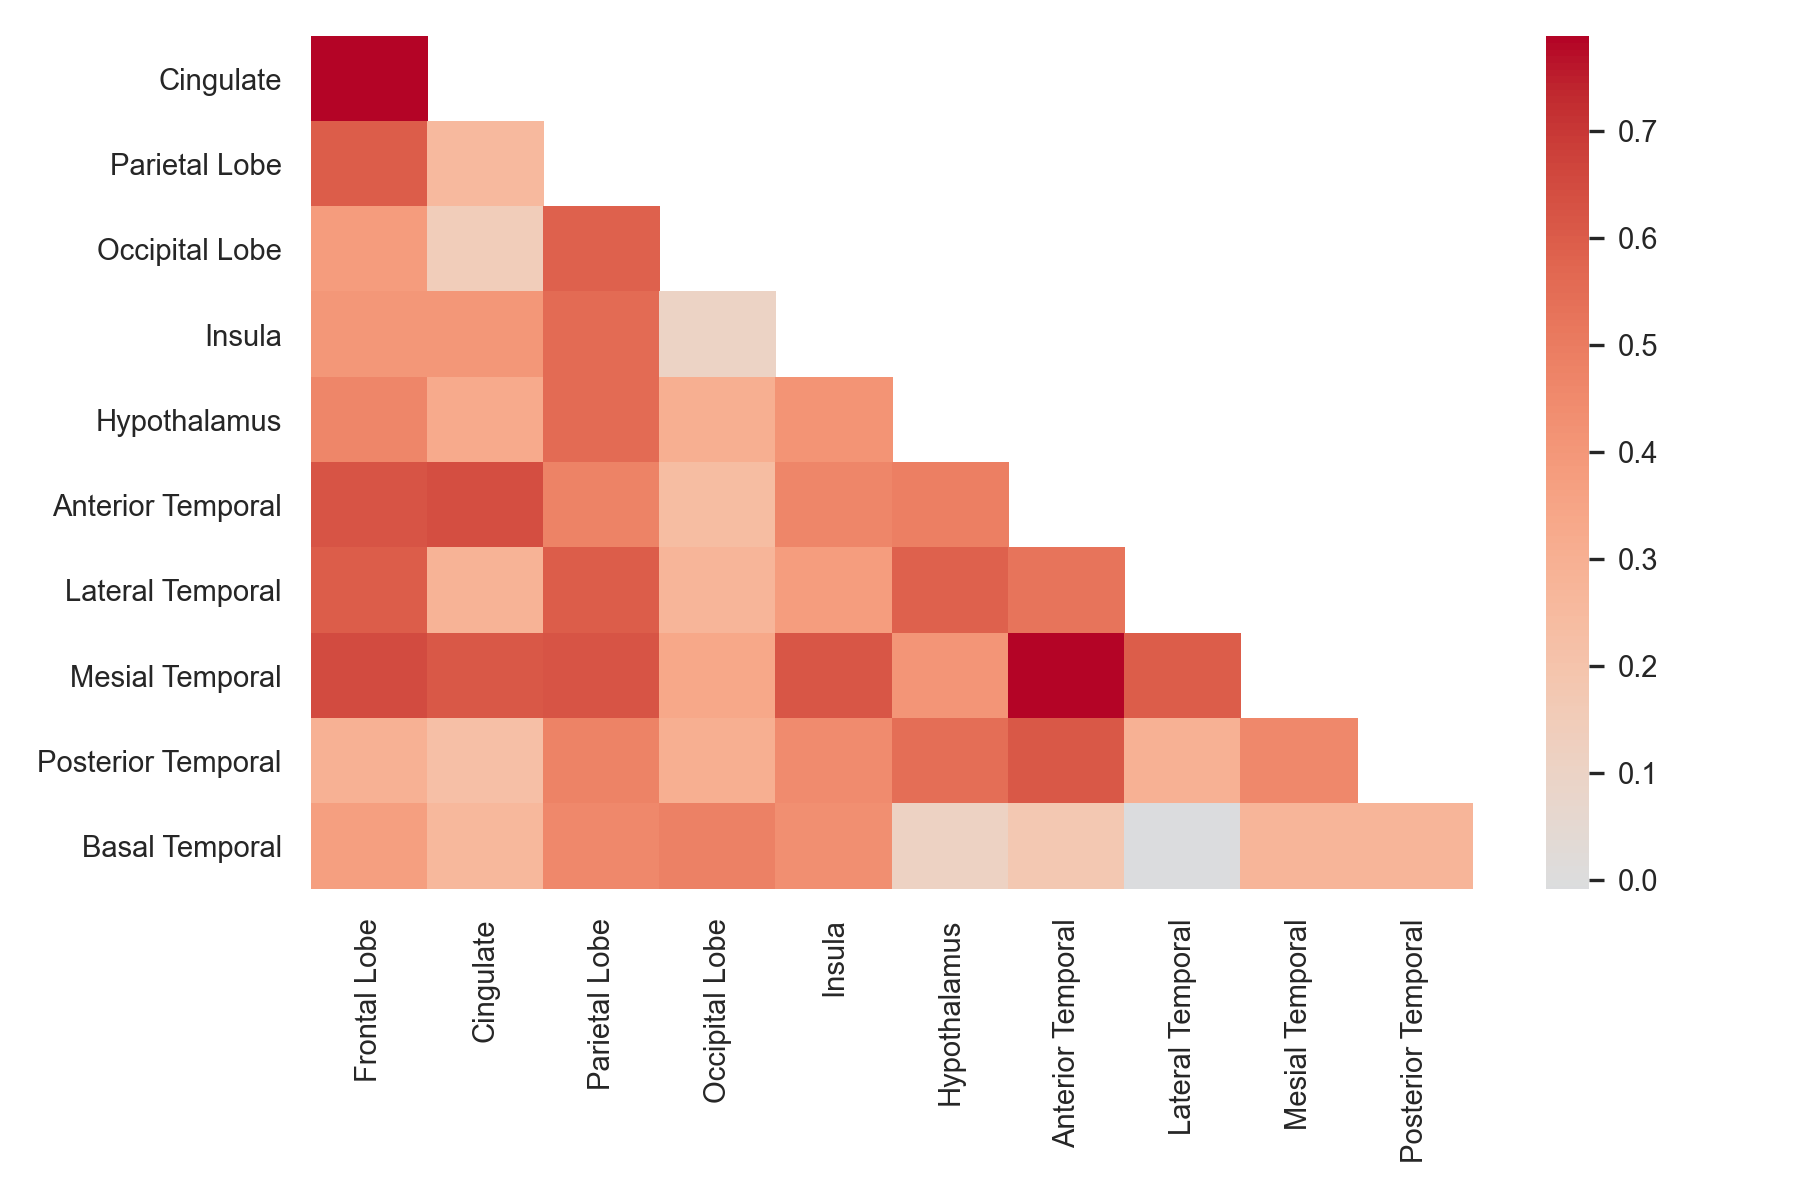 Cingulate
Parietal Lobe
Occipital Lobe
Insula
Hypothalamus
Anterior Temporal
Lateral Temporal
Mesial Temporal
Posterior Temporal
Basal Temporal
Frontal Lobe
Cingulate
Parietal Lobe
Occipital Lobe
Insula
Hypothalamus
Anterior Temporal
Lateral Temporal
Mesial Temporal
Posterior Temporal
0.7
0.6
0.5
0.4
0.3
0.2
0.1
0.0